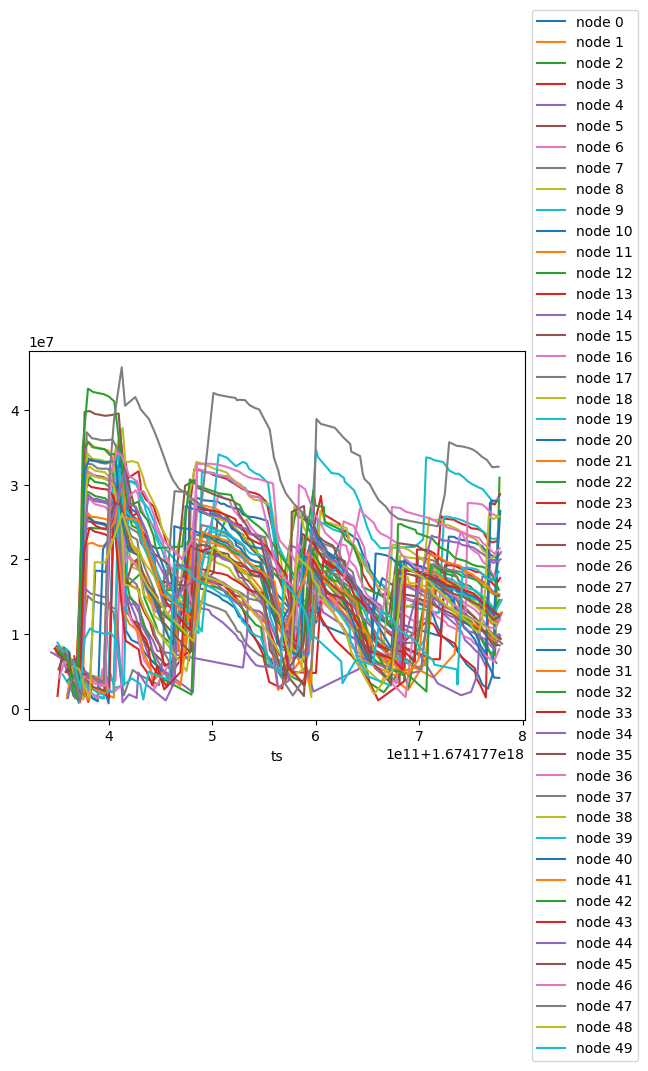 1e7
4
3
2
1
0
4 5 6 7 8
1e11+1.674177e18
ts
node 0
node 1
node 2
node 3
node 4
node 5
node 6
node 7
node 8
node 9
node 10
node 11
node 12
node 13
node 14
node 15
node 16
node 17
node 18
node 19
node 20
node 21
node 22
node 23
node 24
node 25
node 26
node 27
node 28
node 29
node 30
node 31
node 32
node 33
node 34
node 35
node 36
node 37
node 38
node 39
node 40
node 41
node 42
node 43
node 44
node 45
node 46
node 47
node 48
node 49